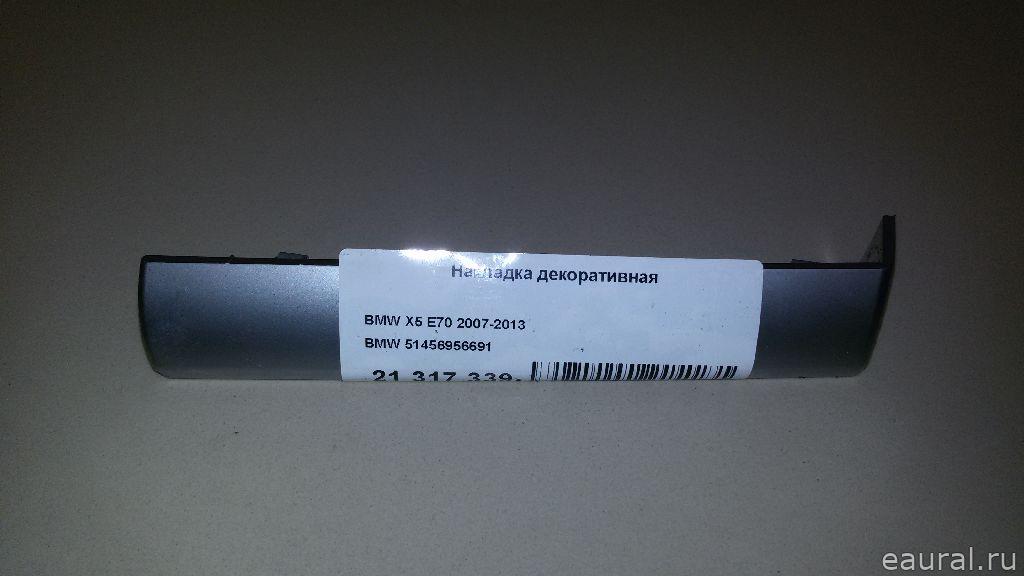 Накладка декоративная
BMW X5 E70 2007-2013
BMW 51456956691
21 317 339.
eaural.ru